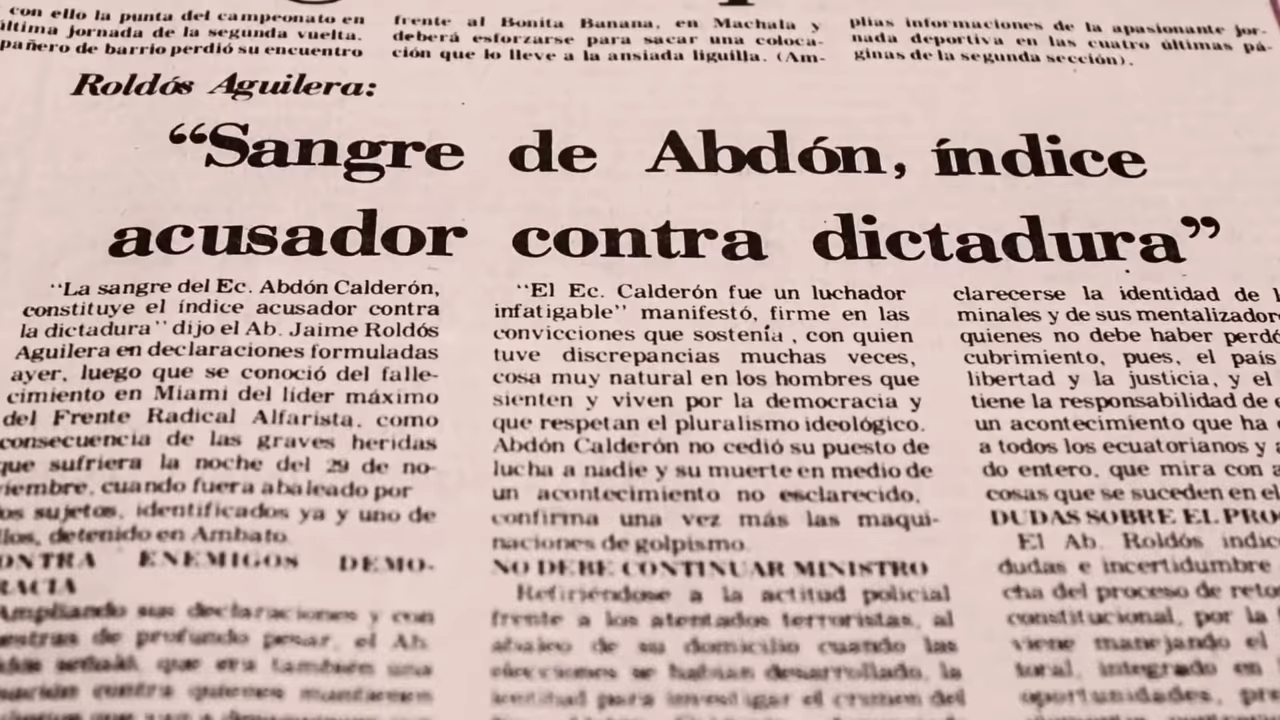 con ello la punta del campeonato en
última jornada de la segunda vuelta.
pañero de barrio perdió su encuentro
frente al Bonita Banana, en Machala y
deberá esforzarse para sacar una coloca-
ción que lo lleve a la ansiada liguilla. (Am-
plias informaciones de la apasionante jor-
nada deportiva en las cuatro últimas pá-
ginas de la segunda sección).
Roldós Aguilera:
“Sangre de Abdón, índice
acusador contra dictadura”
“La sangre del Ec. Abdón Calderón,
constituye el índice acusador contra
la dictadura” dijo el Ab. Jaime Roldós
Aguilera en declaraciones formuladas
ayer, luego que se conoció del falle-
cimiento en Miami del líder máximo
del Frente Radical Alfarista, como
consecuencia de las graves heridas
que sufriera la noche del 29 de no-
viembre, cuando fuera abaleado por
os sujetos, identificados ya y uno de
llos, detenido en Ambato.
ONTRA ENEMIGOS DEMO-
RACIA
Ampliando sus declaraciones y con
estras de profundo pesar, el Ab.
que era también una
contra quienes mantienen
“El Ec. Calderón fue un luchador
infatigable” manifestó, firme en las
convicciones que sostenía, con quien
tuve discrepancias muchas veces,
cosa muy natural en los hombres que
sienten y viven por la democracia y
que respetan el pluralismo ideológico.
Abdón Calderón no cedió su puesto de
lucha a nadie y su muerte en medio de
un acontecimiento no esclarecido,
confirma una vez más las maqui-
naciones de golpismo.
NO DEBE CONTINUAR MINISTRO
Refiriéndose a la actitud policial
frente a los atentados terroristas, al
abaleo de su domicilio cuando las
elecciones se habían desarrollado, la
para investigar el crimen del
clarecerse la identidad de l
minales y de sus mentalizador
quienes no debe haber perdó
cubrimiento, pues, el país
libertad y la justicia, y el
tiene la responsabilidad de
un acontecimiento que ha
a todos los ecuatorianos y
do entero, que mira con a
cosas que se suceden en el
DUDAS SOBRE EL PRO
El Ab. Roldós indic
dudas e incertidumbre
cha del proceso de reto
constitucional, por la
viene manejando el
toral, integrado en
oportunidades, pre